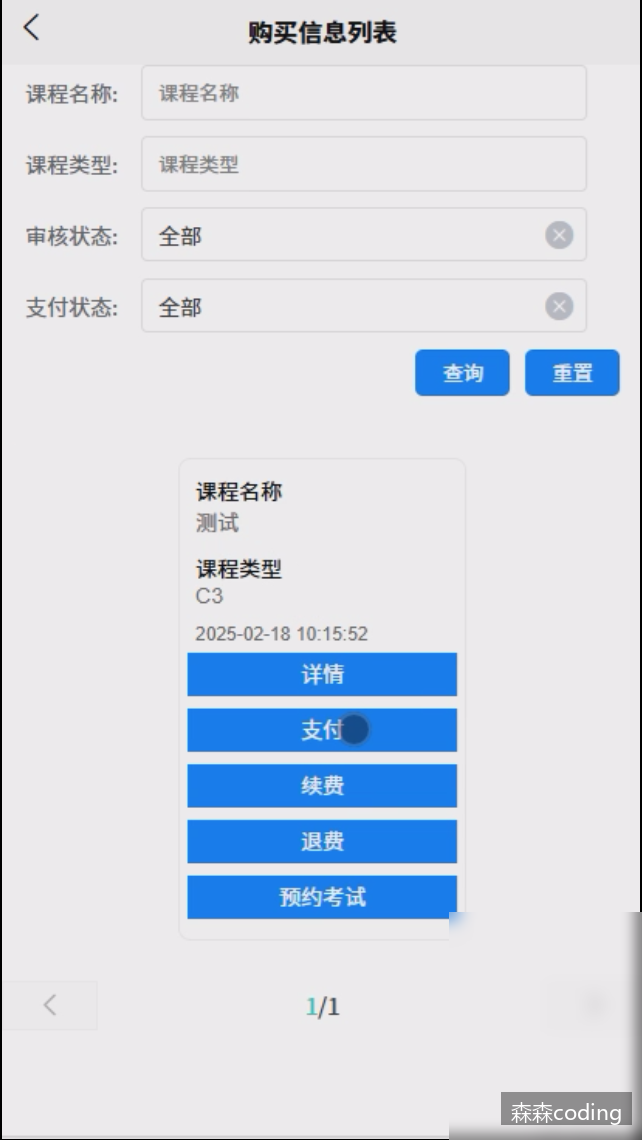 购买信息列表
课程名称: 课程名称
课程类型: 课程类型
审核状态: 全部
支付状态: 全部
查询 重置
课程名称
测试
课程类型
C3
2025-02-18 10:15:52
详情
支付
续费
退费
预约考试
1/1
森森coding